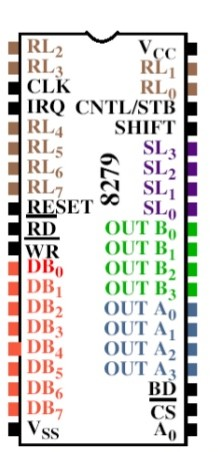 RL₂ V_CC
RL₃ RL₁
CLK RL₀
IRQ CNTL/STB
RL₄ SHIFT
RL₅ SL₃
RL₆ SL₂
RL₇ SL₁
RESET SL₀
RD OUT B₀
WR OUT B₁
DB₀ OUT B₂
DB₁ OUT B₃
DB₂ OUT A₀
DB₃ OUT A₁
DB₄ OUT A₂
DB₅ OUT A₃
DB₆ BD
DB₇ CS
V_SS A₀
8279